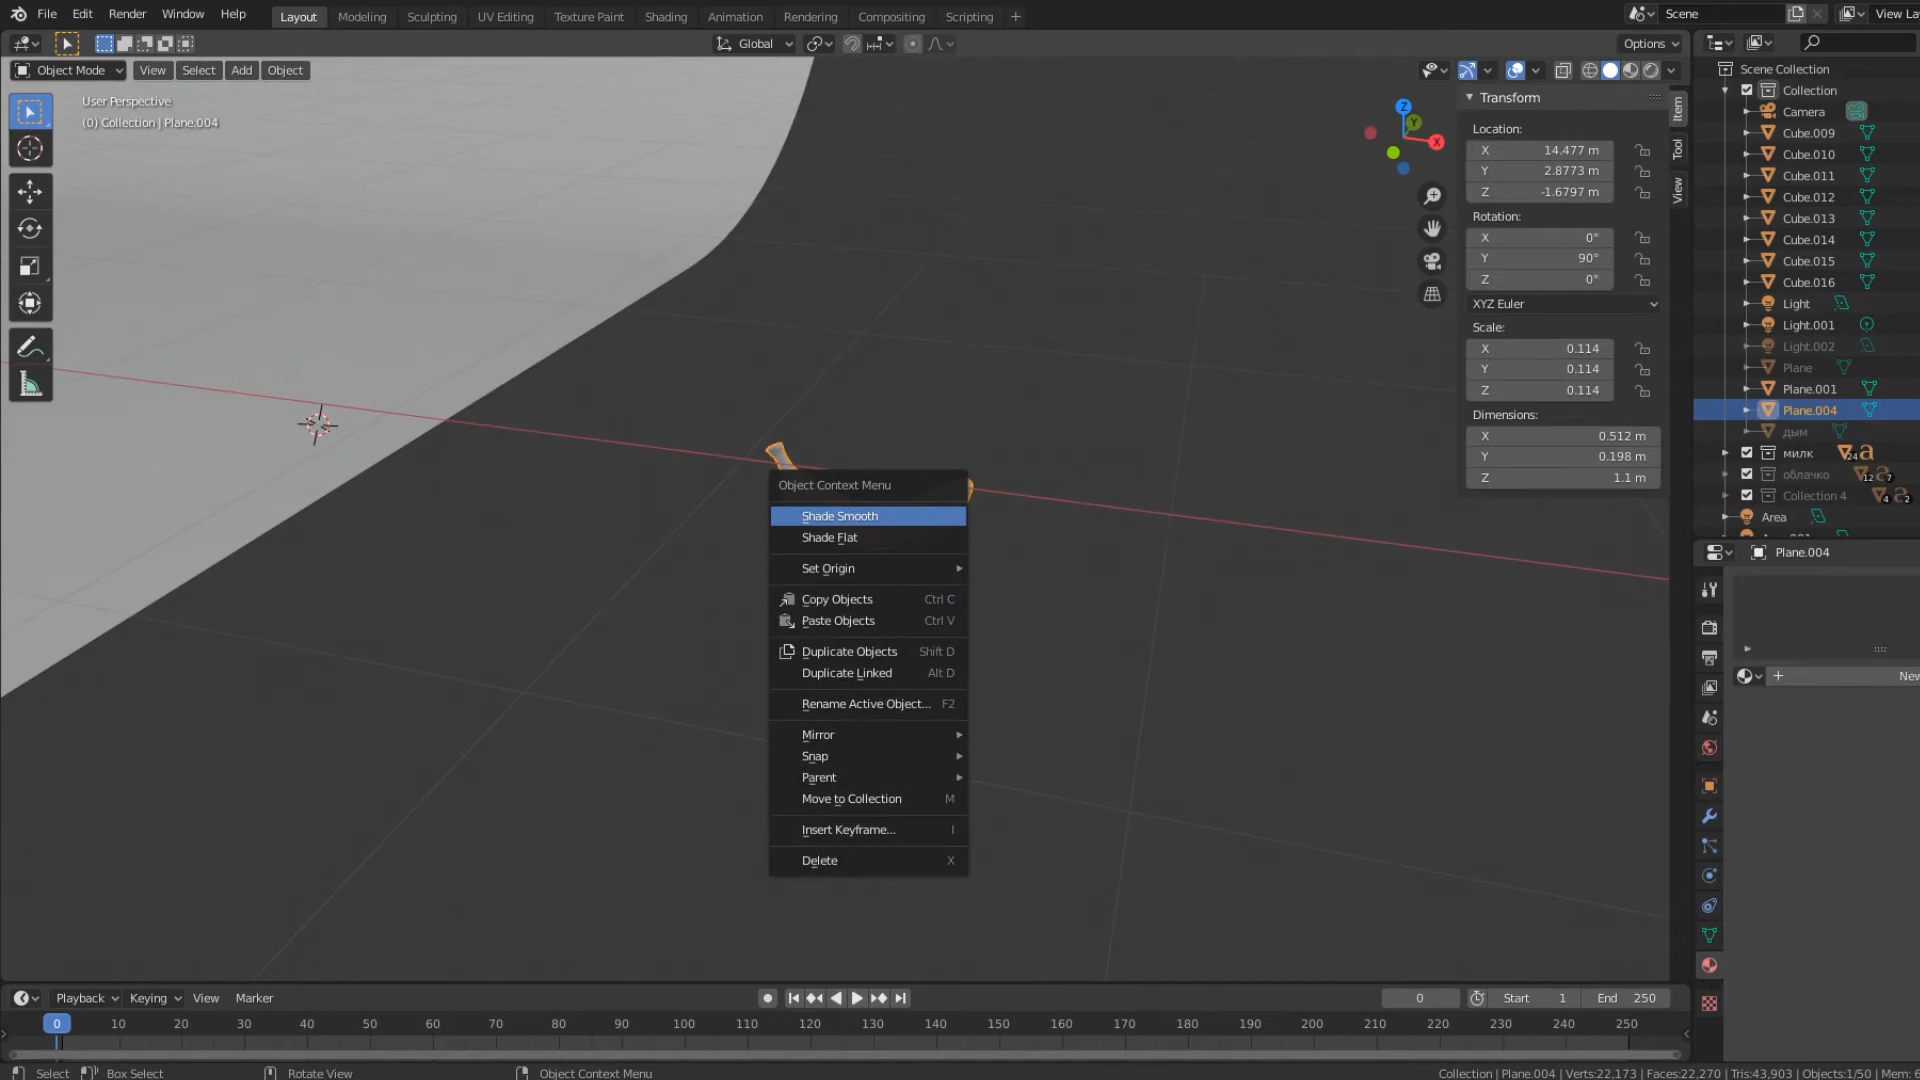 File Edit Render Window Help Layout Modeling Sculpting UV Editing Texture Paint Shading Animation Rendering Compositing Scripting + Scene View La
Global Options
Object Mode View Select Add Object
User Perspective
(0) Collection | Plane.004
Z
Y
X
Transform
Location:
X 14.477 m
Y 2.8773 m
Z -1.6797 m
Rotation:
X 0°
Y 90°
Z 0°
XYZ Euler
Scale:
X 0.114
Y 0.114
Z 0.114
Dimensions:
X 0.512 m
Y 0.198 m
Z 1.1 m
Item
Tool
View
Scene Collection
Collection
Camera
Cube.009
Cube.010
Cube.011
Cube.012
Cube.013
Cube.014
Cube.015
Cube.016
Light
Light.001
Light.002
Plane
Plane.001
Plane.004
дым
милк 24
облачко 12 7
Collection 4 4 2
Area
Plane.004
+ New
Object Context Menu
Shade Smooth
Shade Flat
Set Origin
Copy Objects Ctrl C
Paste Objects Ctrl V
Duplicate Objects Shift D
Duplicate Linked Alt D
Rename Active Object... F2
Mirror
Snap
Parent
Move to Collection M
Insert Keyframe... I
Delete X
Playback Keying View Marker 0 Start 1 End 250
0 10 20 30 40 50 60 70 80 90 100 110 120 130 140 150 160 170 180 190 200 210 220 230 240 250
Select Box Select Rotate View Object Context Menu Collection | Plane.004 | Verts:22,173 | Faces:22,270 | Tris:43,903 | Objects:1/50 | Mem: 6